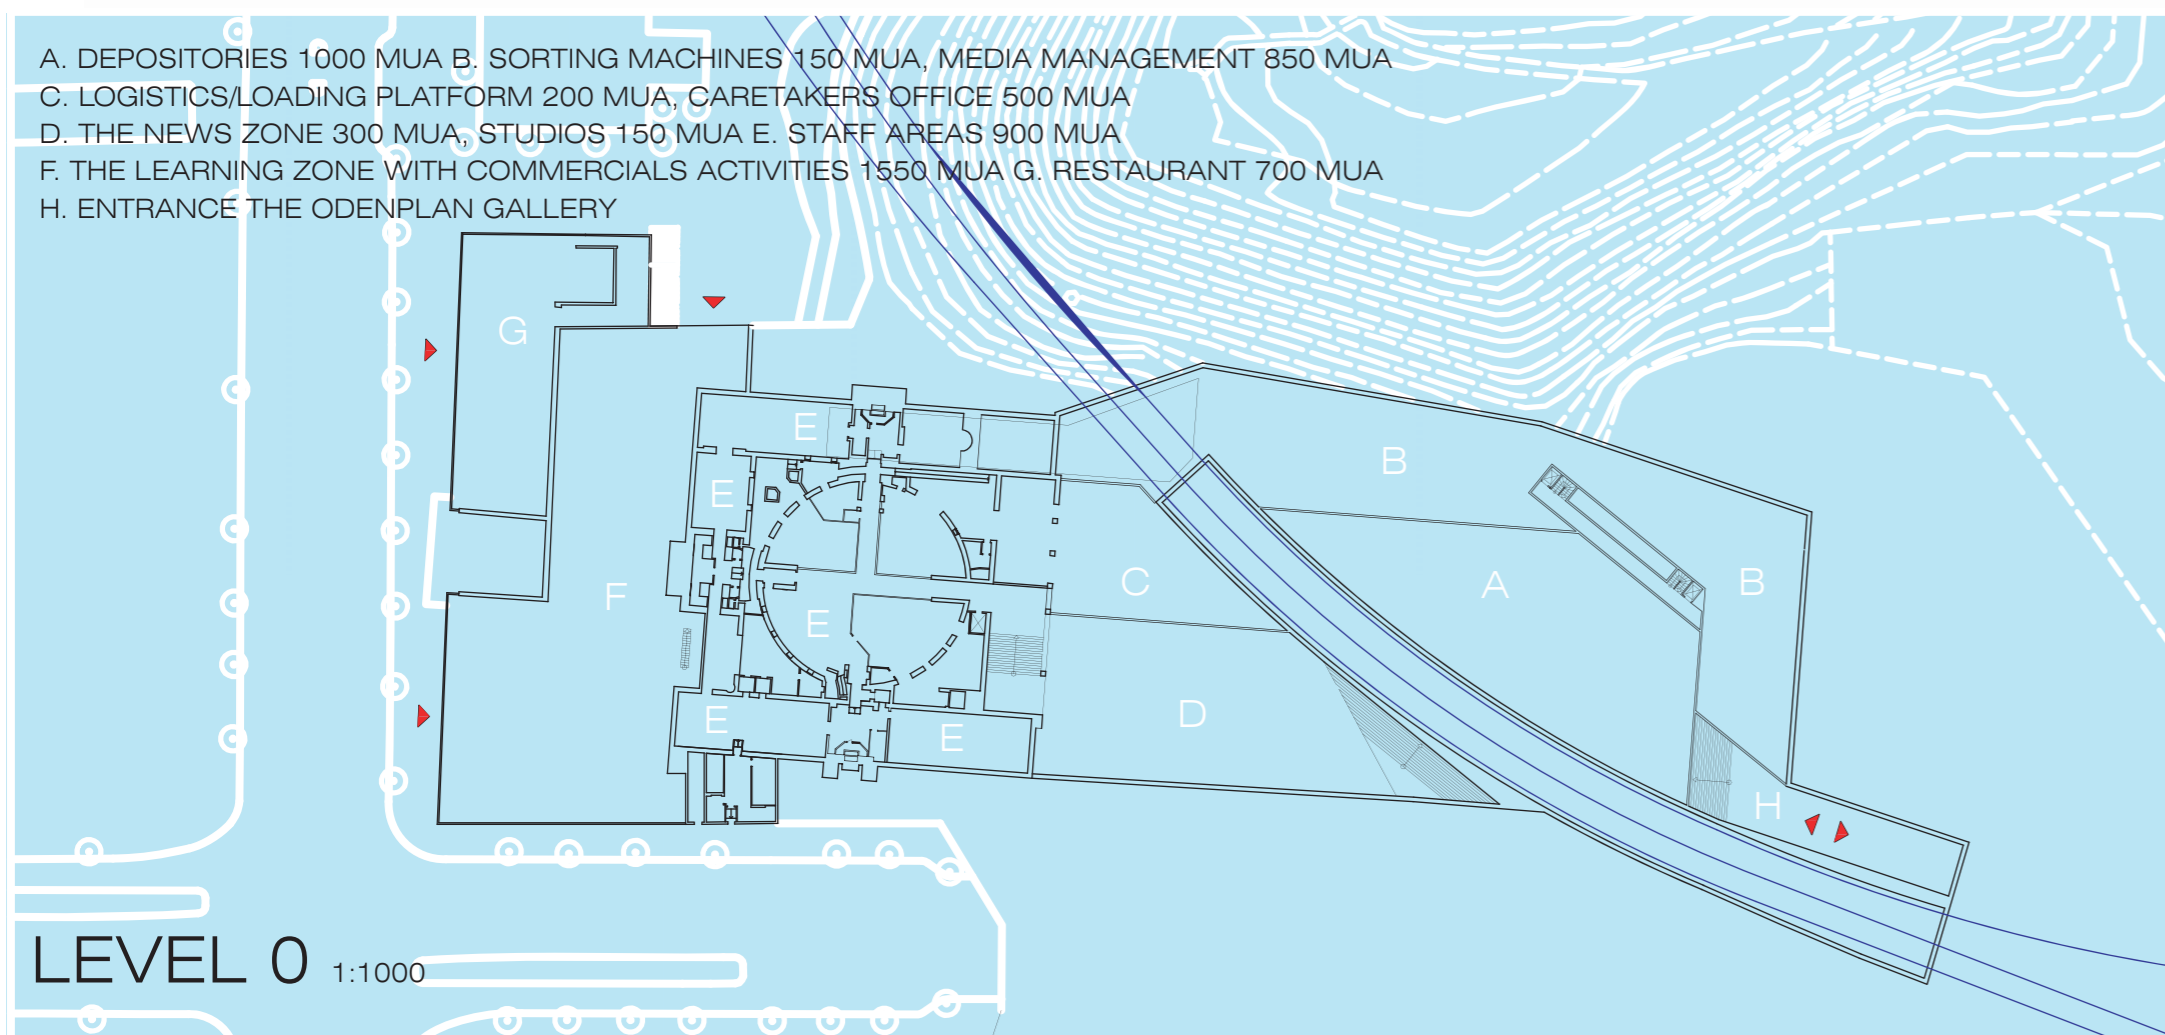 A. DEPOSITORIES 1000 MUA B. SORTING MACHINES 150 MUA, MEDIA MANAGEMENT 850 MUA
C. LOGISTICS/LOADING PLATFORM 200 MUA, CARETAKERS OFFICE 500 MUA
D. THE NEWS ZONE 300 MUA, STUDIOS 150 MUA E. STAFF AREAS 900 MUA
F. THE LEARNING ZONE WITH COMMERCIALS ACTIVITIES 1550 MUA G. RESTAURANT 700 MUA
H. ENTRANCE THE ODENPLAN GALLERY
G
E
B
E
F
C
A
B
E
E
D
E
H
LEVEL 0 1:1000